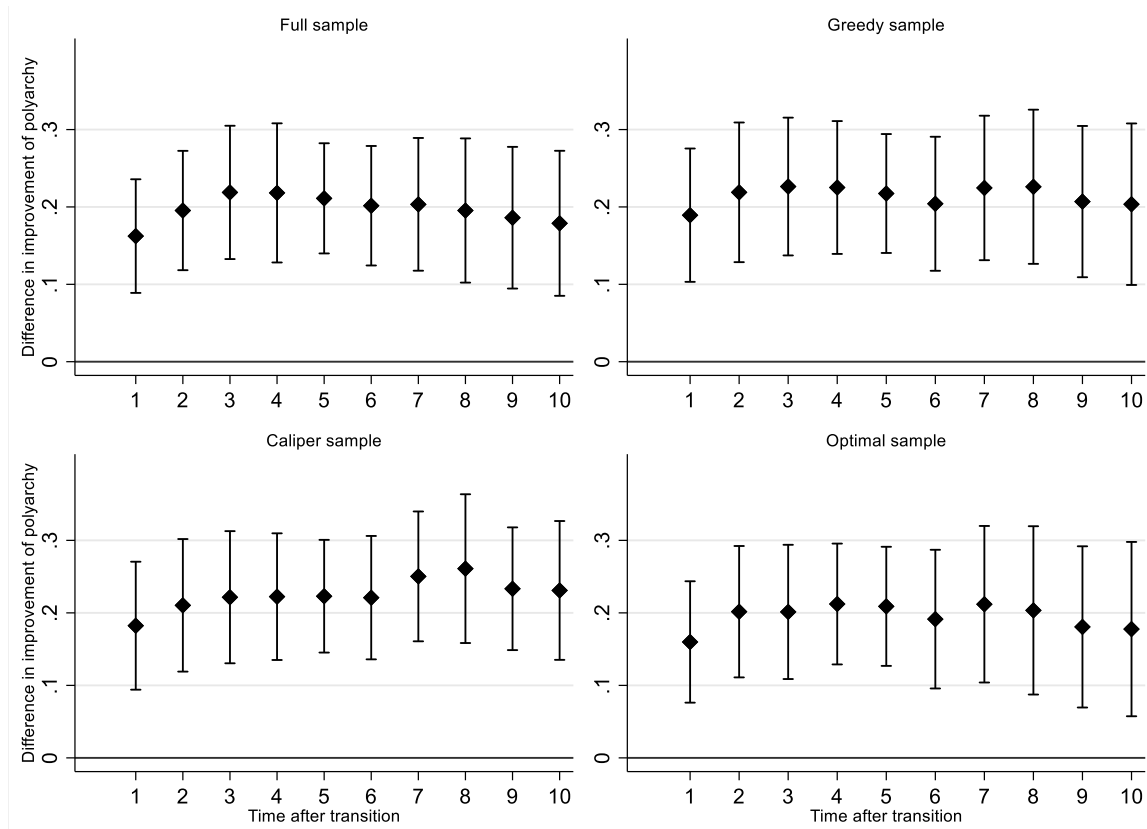 Full sample
Difference in improvement of polyarchy
.3
.2
.1
0
1 2 3 4 5 6 7 8 9 10
Greedy sample
.3
.2
.1
0
1 2 3 4 5 6 7 8 9 10
Caliper sample
Difference in improvement of polyarchy
.3
.2
.1
0
1 2 3 4 5 6 7 8 9 10
Time after transition
Optimal sample
.3
.2
.1
0
1 2 3 4 5 6 7 8 9 10
Time after transition